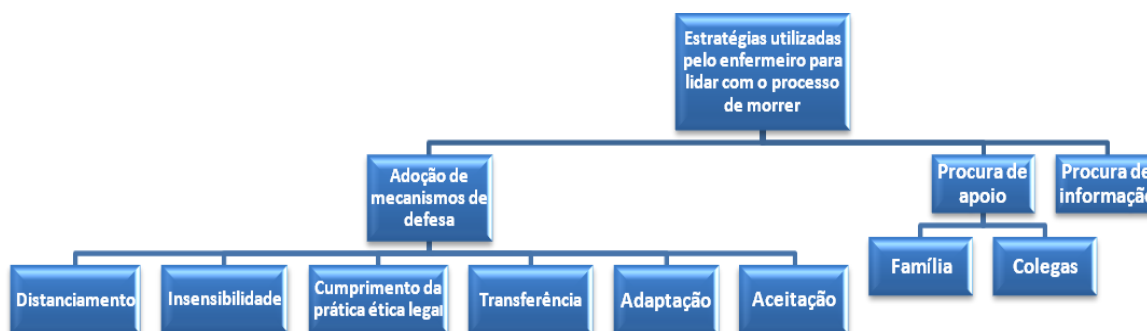 Estratégias utilizadas
pelo enfermeiro para
lidar com o processo
de morrer
Adoção de
mecanismos de
defesa
Procura de
apoio
Procura de
informação
Distanciamento
Insensibilidade
Cumprimento da
prática ética legal
Transferência
Adaptação
Aceitação
Família
Colegas